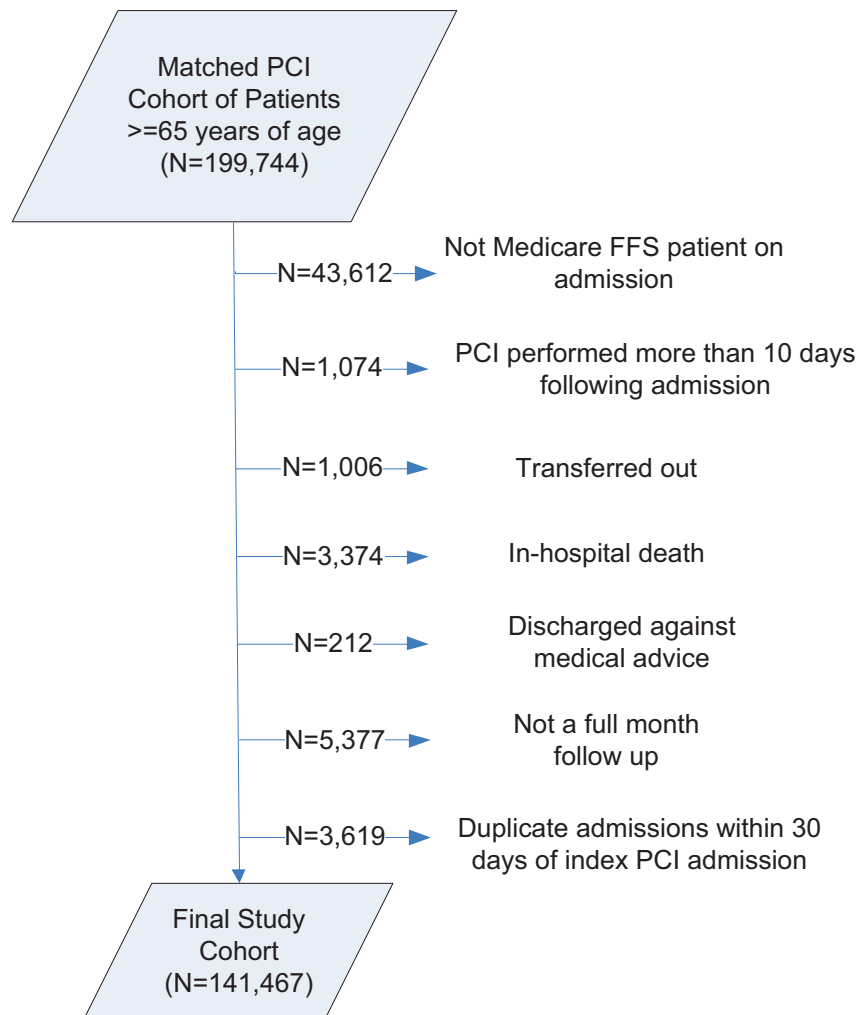 Matched PCI
Cohort of Patients
>=65 years of age
(N=199,744)
N=43,612
Not Medicare FFS patient on
admission
N=1,074
PCI performed more than 10 days
following admission
N=1,006
Transferred out
N=3,374
In-hospital death
N=212
Discharged against
medical advice
N=5,377
Not a full month
follow up
N=3,619
Duplicate admissions within 30
days of index PCI admission
Final Study
Cohort
(N=141,467)